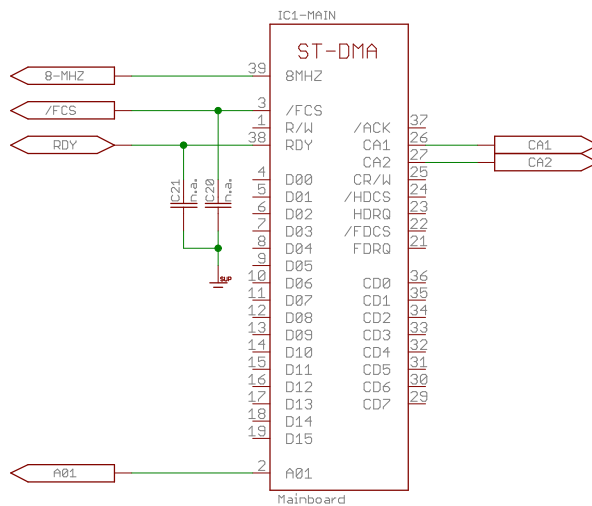 IC1-MAIN
ST-DMA
8-MHZ 39 8MHZ
/FCS 3 /FCS
1 R/W /ACK 37
RDY 38 RDY CA1 26 CA1
CA2 27 CA2
4 D00 CR/W 25
C21 n.a. C20 n.a. 5 D01 /HDCS 24
6 D02 HDRQ 23
7 D03 /FDCS 22
8 D04 FDRQ 21
9 D05
SUP 10 D06 CD0 36
11 D07 CD1 35
12 D08 CD2 34
13 D09 CD3 33
14 D10 CD4 32
15 D11 CD5 31
16 D12 CD6 30
17 D13 CD7 29
18 D14
19 D15
A01 2 A01
Mainboard